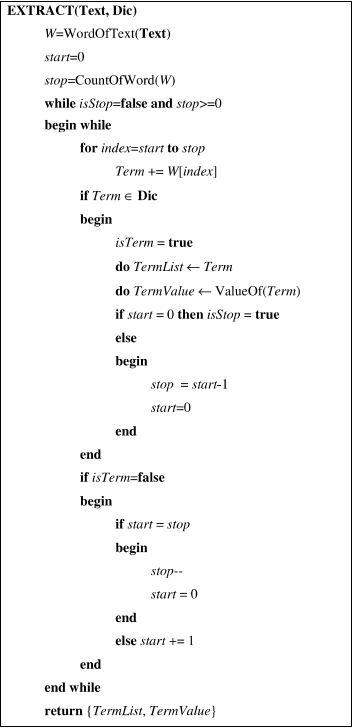 EXTRACT(Text, Dic)
W=WordOfText(Text)
start=0
stop=CountOfWord(W)
while isStop=false and stop>=0
begin while
for index=start to stop
Term += W[index]
if Term ∈ Dic
begin
isTerm = true
do TermList ← Term
do TermValue ← ValueOf(Term)
if start = 0 then isStop = true
else
begin
stop = start-1
start=0
end
end
if isTerm=false
begin
if start = stop
begin
stop--
start = 0
end
else start += 1
end
end while
return {TermList, TermValue}